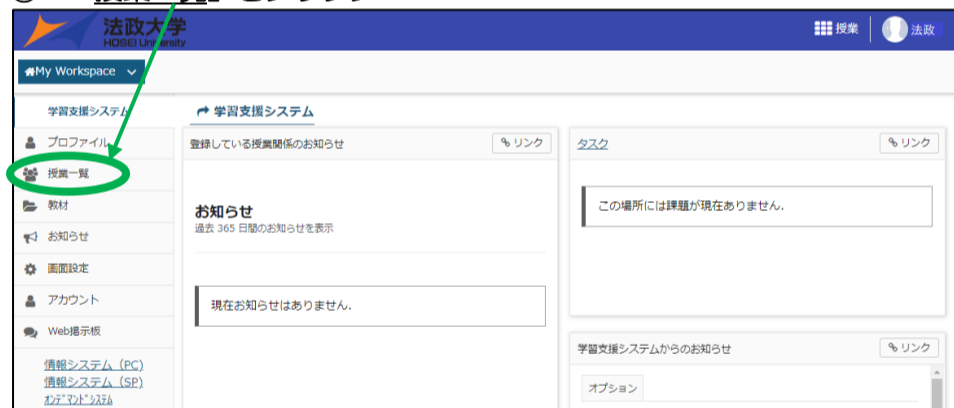 授業一覧」をクリック
法政大学
HOSEI University
授業
法政
My Workspace
学習支援システム
学習支援システム
プロファイル
登録している授業関係のお知らせ
リンク
タスク
リンク
授業一覧
教材
お知らせ
過去 365 日間のお知らせを表示
この場所には課題が現在ありません.
お知らせ
画面設定
アカウント
現在お知らせはありません.
Web掲示板
学習支援システムからのお知らせ
リンク
情報システム (PC)
情報システム (SP)
オンデマンドシステム
オプション